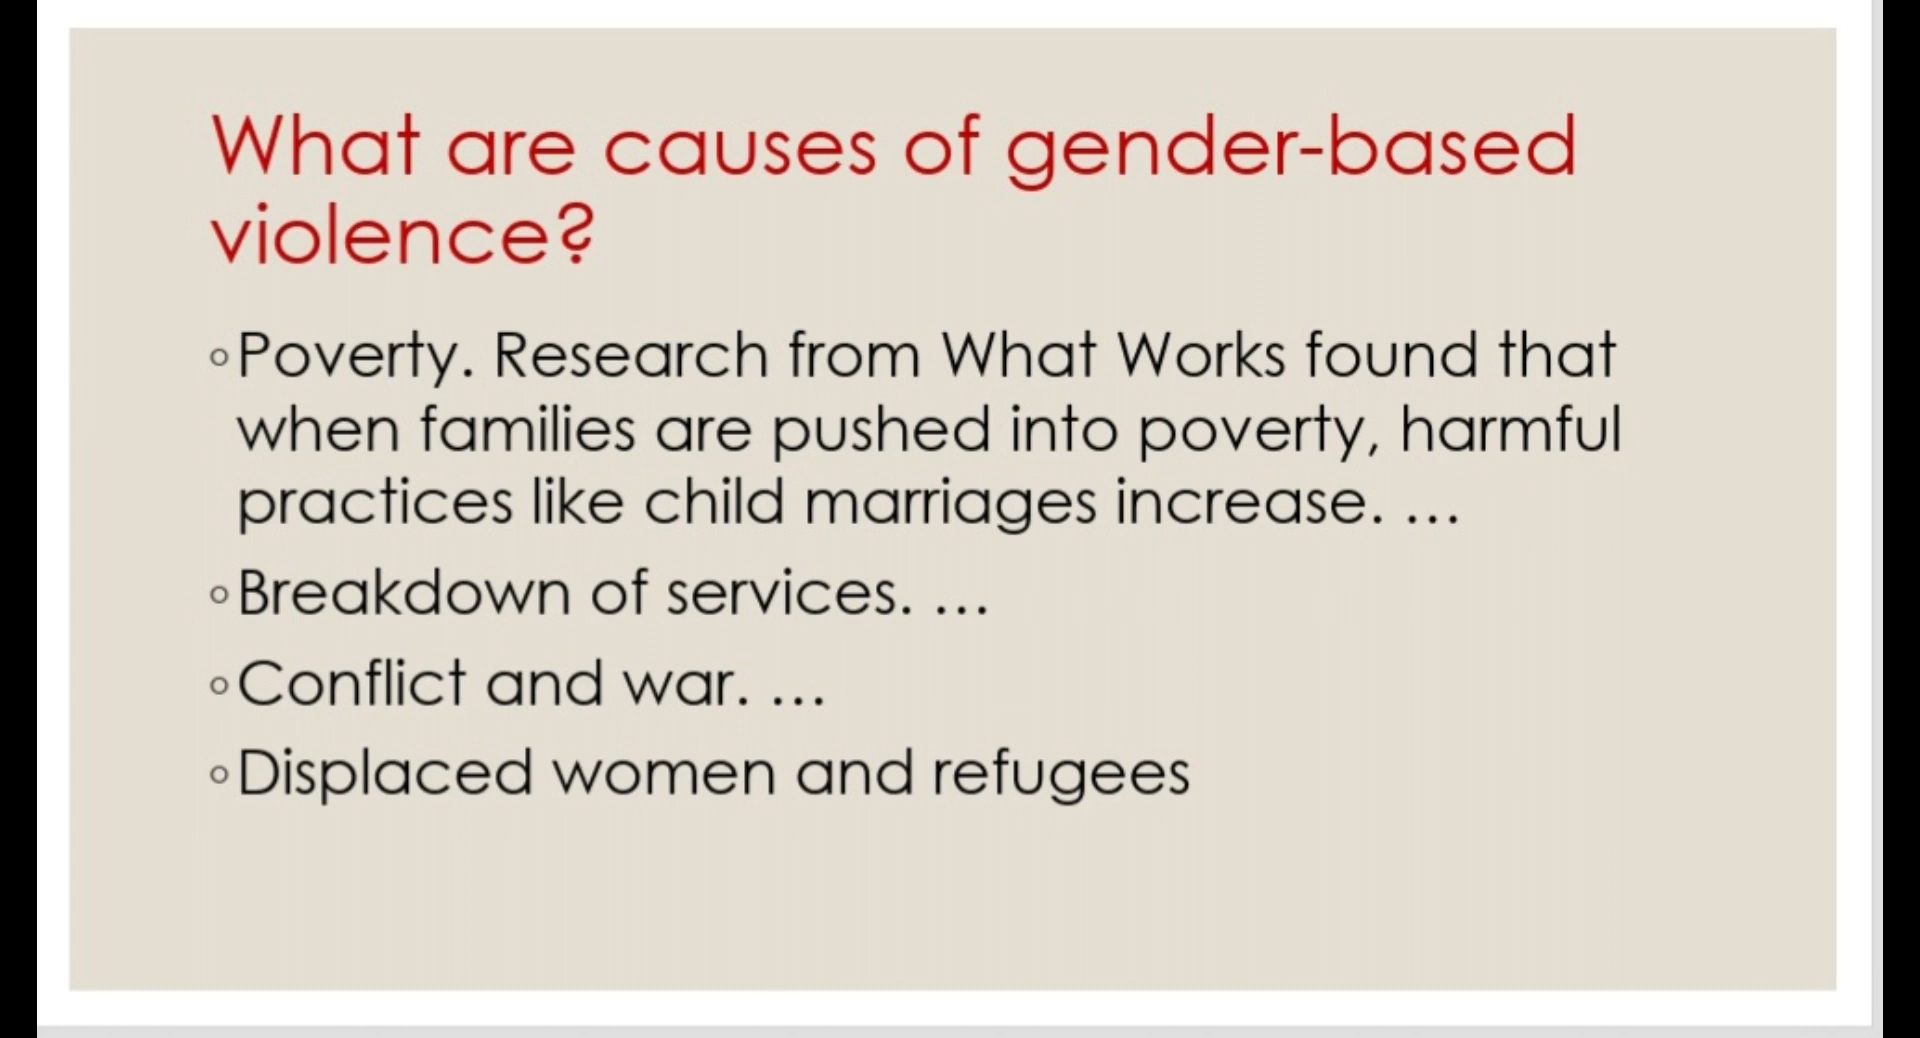 What are causes of gender-based
violence?
◦Poverty. Research from What Works found that
when families are pushed into poverty, harmful
practices like child marriages increase. ...
◦Breakdown of services. ...
◦Conflict and war. ...
◦Displaced women and refugees